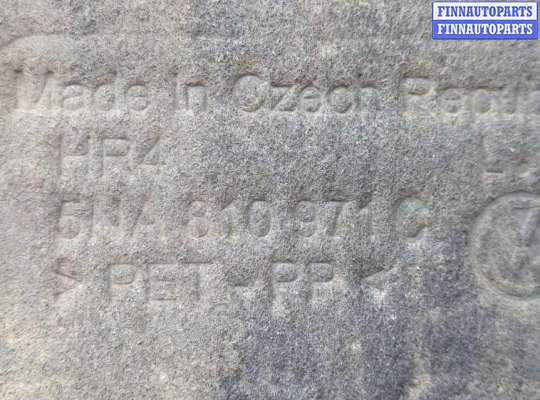 FINNAUTOPARTS
FINNAUTOPARTS
Made In Czech
HR4
5NA 810 971 C
> PET - PP <